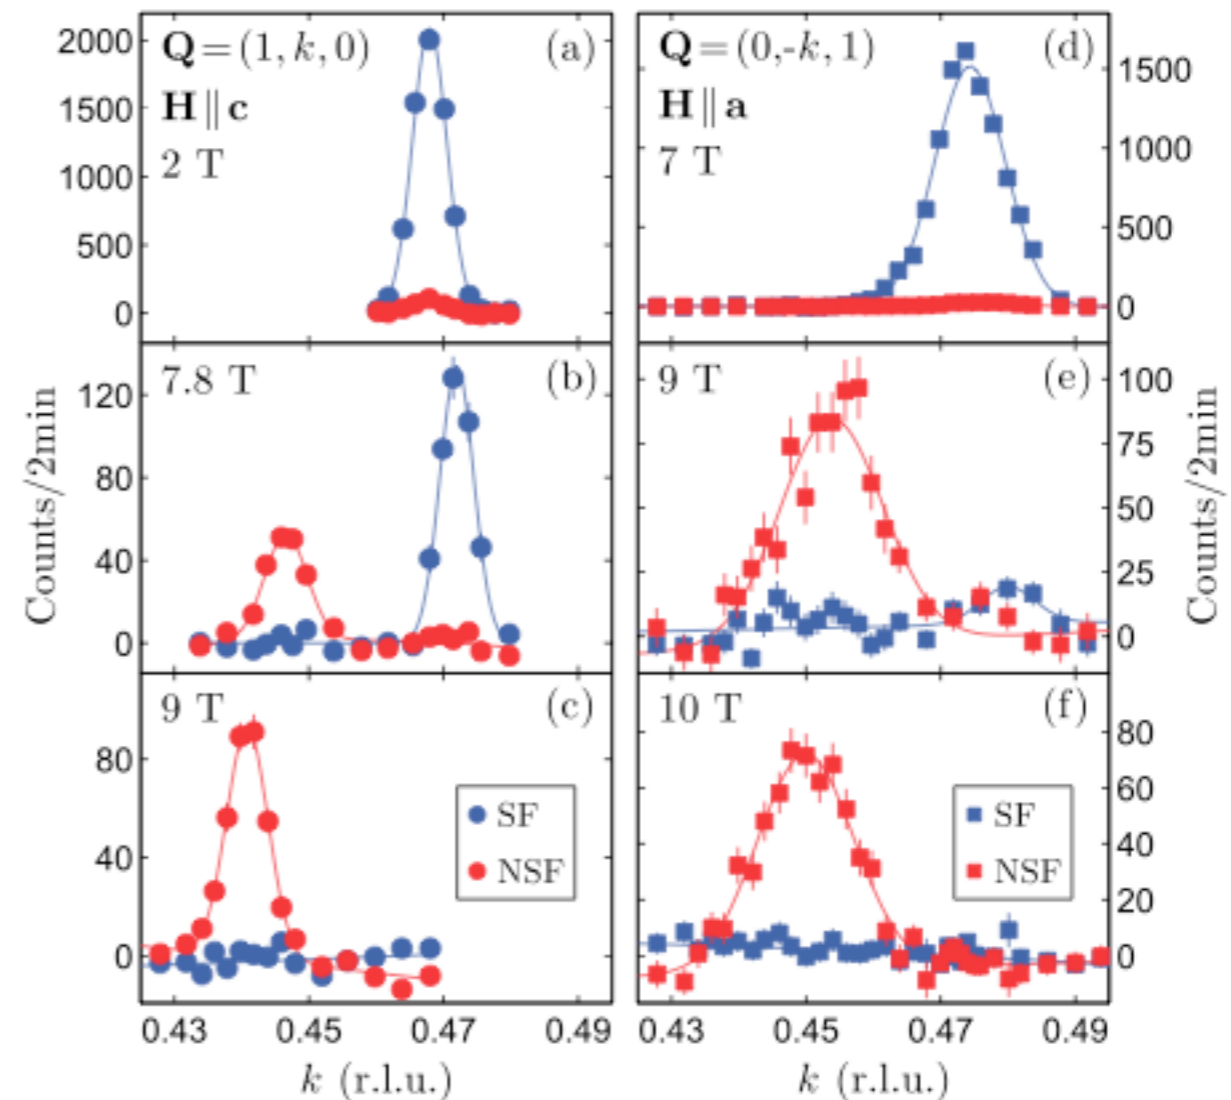 Q=(1, k, 0) (a)
H ∥ c
2 T
2000
1500
1000
500
0
Q=(0,-k, 1) (d)
H ∥ a
7 T
1500
1000
500
0
7.8 T (b)
120
80
40
0
9 T (e)
100
75
50
25
0
9 T (c)
80
40
0
SF
NSF
10 T (f)
80
60
40
20
0
SF
NSF
Counts/2min
Counts/2min
0.43 0.45 0.47 0.49
0.43 0.45 0.47 0.49
k (r.l.u.)
k (r.l.u.)